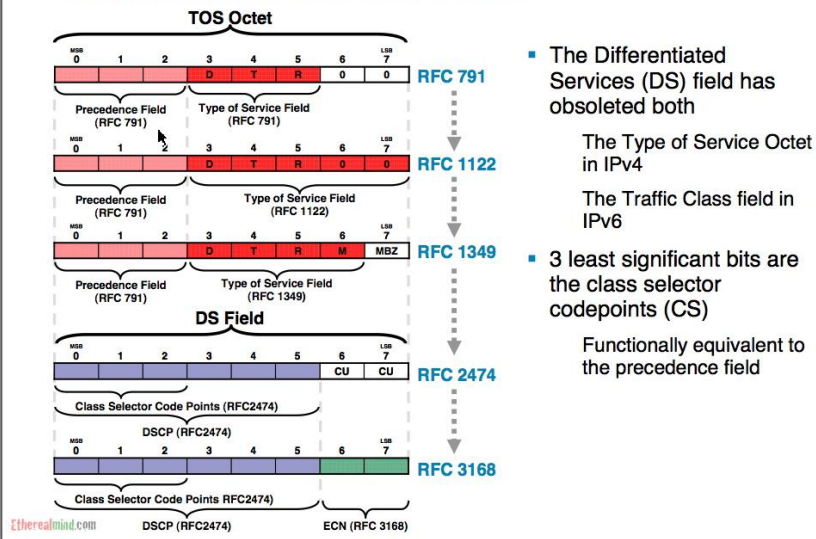 TOS Octet
MSB LSB
0 1 2 3 4 5 6 7
D T R 0 0 RFC 791
Precedence Field
(RFC 791)
Type of Service Field
(RFC 791)
MSB LSB
0 1 2 3 4 5 6 7
D T R 0 0 RFC 1122
Precedence Field
(RFC 791)
Type of Service Field
(RFC 1122)
MSB LSB
0 1 2 3 4 5 6 7
D T R M MBZ RFC 1349
Precedence Field
(RFC 791)
Type of Service Field
(RFC 1349)
DS Field
MSB LSB
0 1 2 3 4 5 6 7
CU CU RFC 2474
Class Selector Code Points (RFC2474)
DSCP (RFC2474)
MSB LSB
0 1 2 3 4 5 6 7
RFC 3168
Class Selector Code Points RFC2474)
DSCP (RFC2474)
ECN (RFC 3168)
Etherealmind.com
▪ The Differentiated
Services (DS) field has
obsoleted both
The Type of Service Octet
in IPv4
The Traffic Class field in
IPv6
▪ 3 least significant bits are
the class selector
codepoints (CS)
Functionally equivalent to
the precedence field